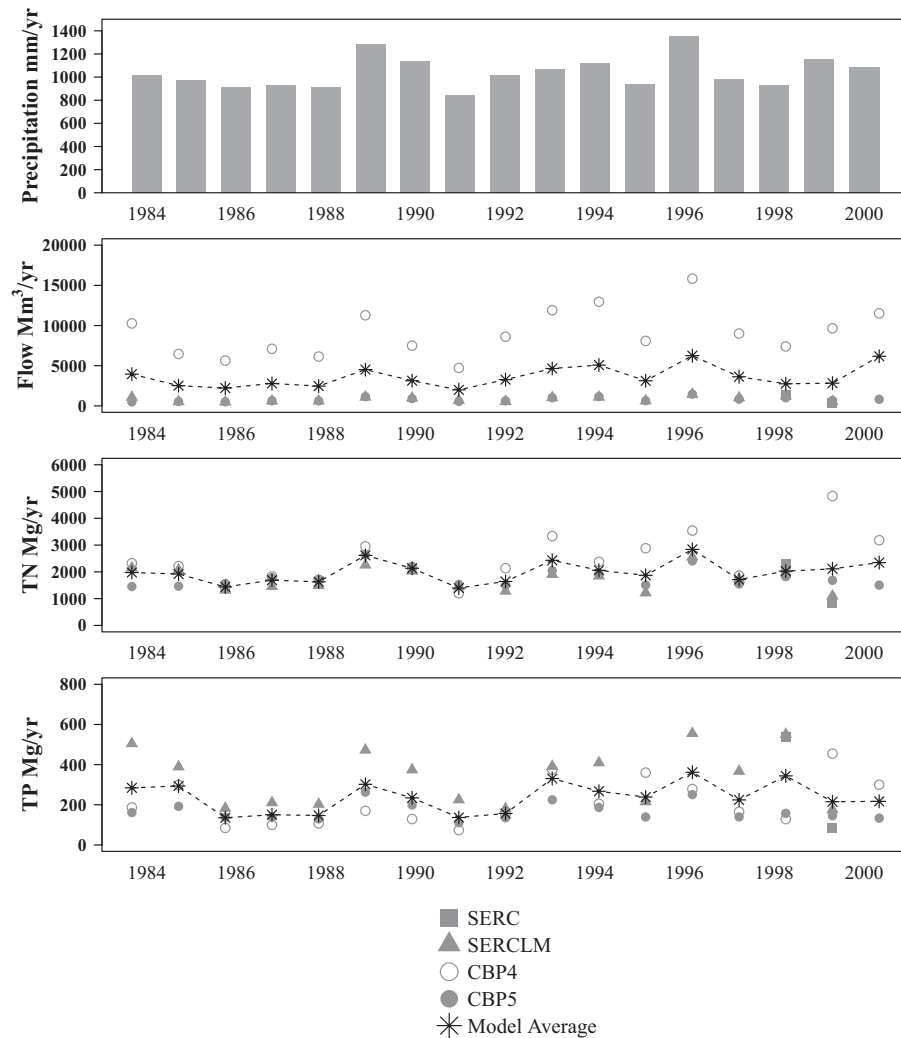 Precipitation mm/yr
1400
1200
1000
800
600
400
200
0
1984 1986 1988 1990 1992 1994 1996 1998 2000
Flow Mm³/yr
20000
15000
10000
5000
0
1984 1986 1988 1990 1992 1994 1996 1998 2000
TN Mg/yr
6000
5000
4000
3000
2000
1000
0
1984 1986 1988 1990 1992 1994 1996 1998 2000
TP Mg/yr
800
600
400
200
0
1984 1986 1988 1990 1992 1994 1996 1998 2000
SERC
SERCLM
CBP4
CBP5
Model Average